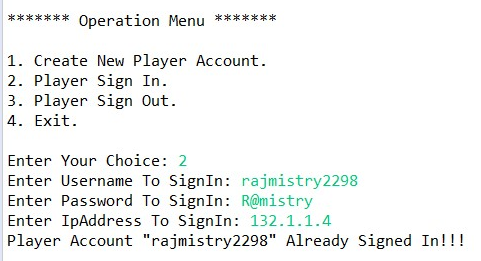 ******* Operation Menu *******
1. Create New Player Account.
2. Player Sign In.
3. Player Sign Out.
4. Exit.
Enter Your Choice: 2
Enter Username To SignIn: rajmistry2298
Enter Password To SignIn: R@mistry
Enter IpAddress To SignIn: 132.1.1.4
Player Account "rajmistry2298" Already Signed In!!!